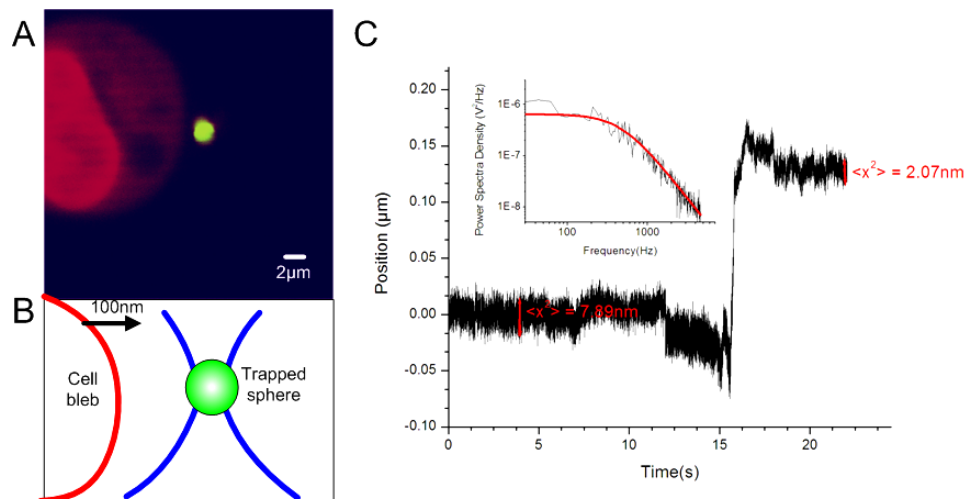 A
2µm
B
100nm
Cell
bleb
Trapped
sphere
C
Position (µm)
0.20
0.15
0.10
0.05
0.00
-0.05
-0.10
0
5
10
15
20
Time(s)
Power Spectra Density (V²/Hz)
1E-6
1E-7
1E-8
100
1000
Frequency(Hz)
<x²> = 7.89nm
<x²> = 2.07nm